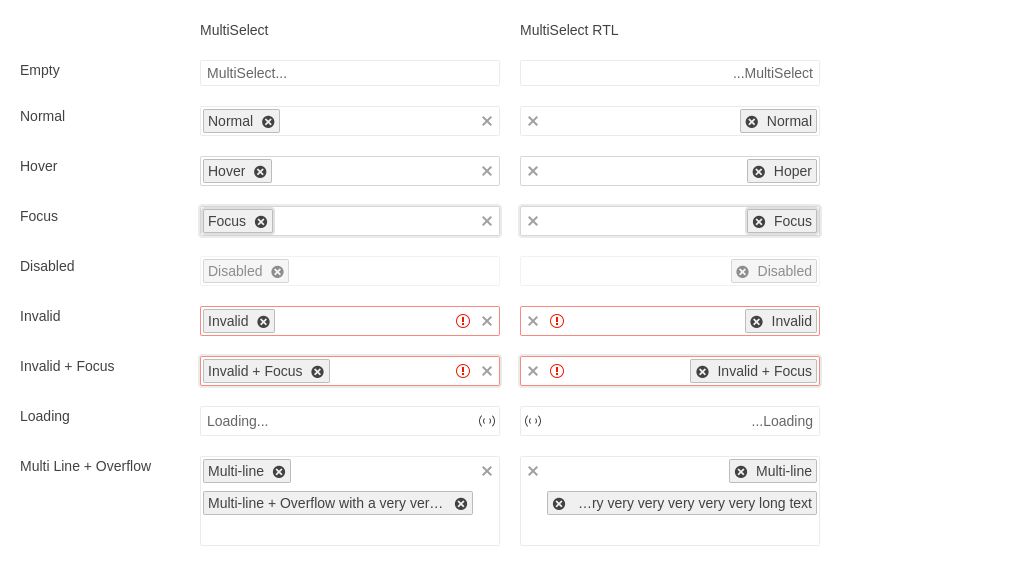 MultiSelect MultiSelect RTL
Empty MultiSelect... ...MultiSelect
Normal Normal Normal
Hover Hover Hoper
Focus Focus Focus
Disabled Disabled Disabled
Invalid Invalid Invalid
Invalid + Focus Invalid + Focus Invalid + Focus
Loading Loading... ...Loading
Multi Line + Overflow Multi-line Multi-line
Multi-line + Overflow with a very ver… …ry very very very very very long text